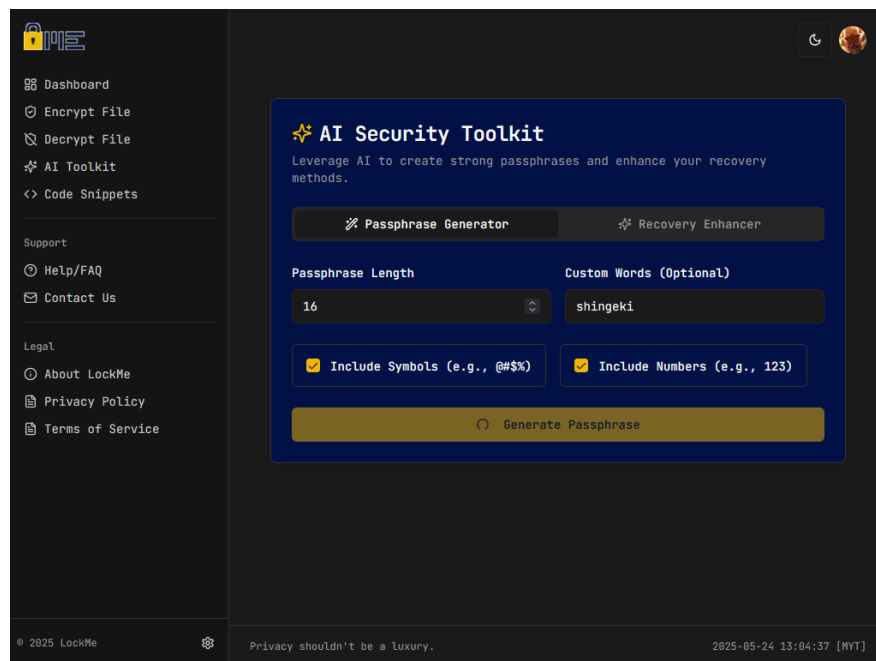 ME
Dashboard
Encrypt File
Decrypt File
AI Toolkit
Code Snippets
Support
Help/FAQ
Contact Us
Legal
About LockMe
Privacy Policy
Terms of Service
© 2025 LockMe
AI Security Toolkit
Leverage AI to create strong passphrases and enhance your recovery
methods.
Passphrase Generator
Recovery Enhancer
Passphrase Length
Custom Words (Optional)
16
shingeki
Include Symbols (e.g., @#$%)
Include Numbers (e.g., 123)
Generate Passphrase
Privacy shouldn't be a luxury.
2025-05-24 13:04:37 [MYT]